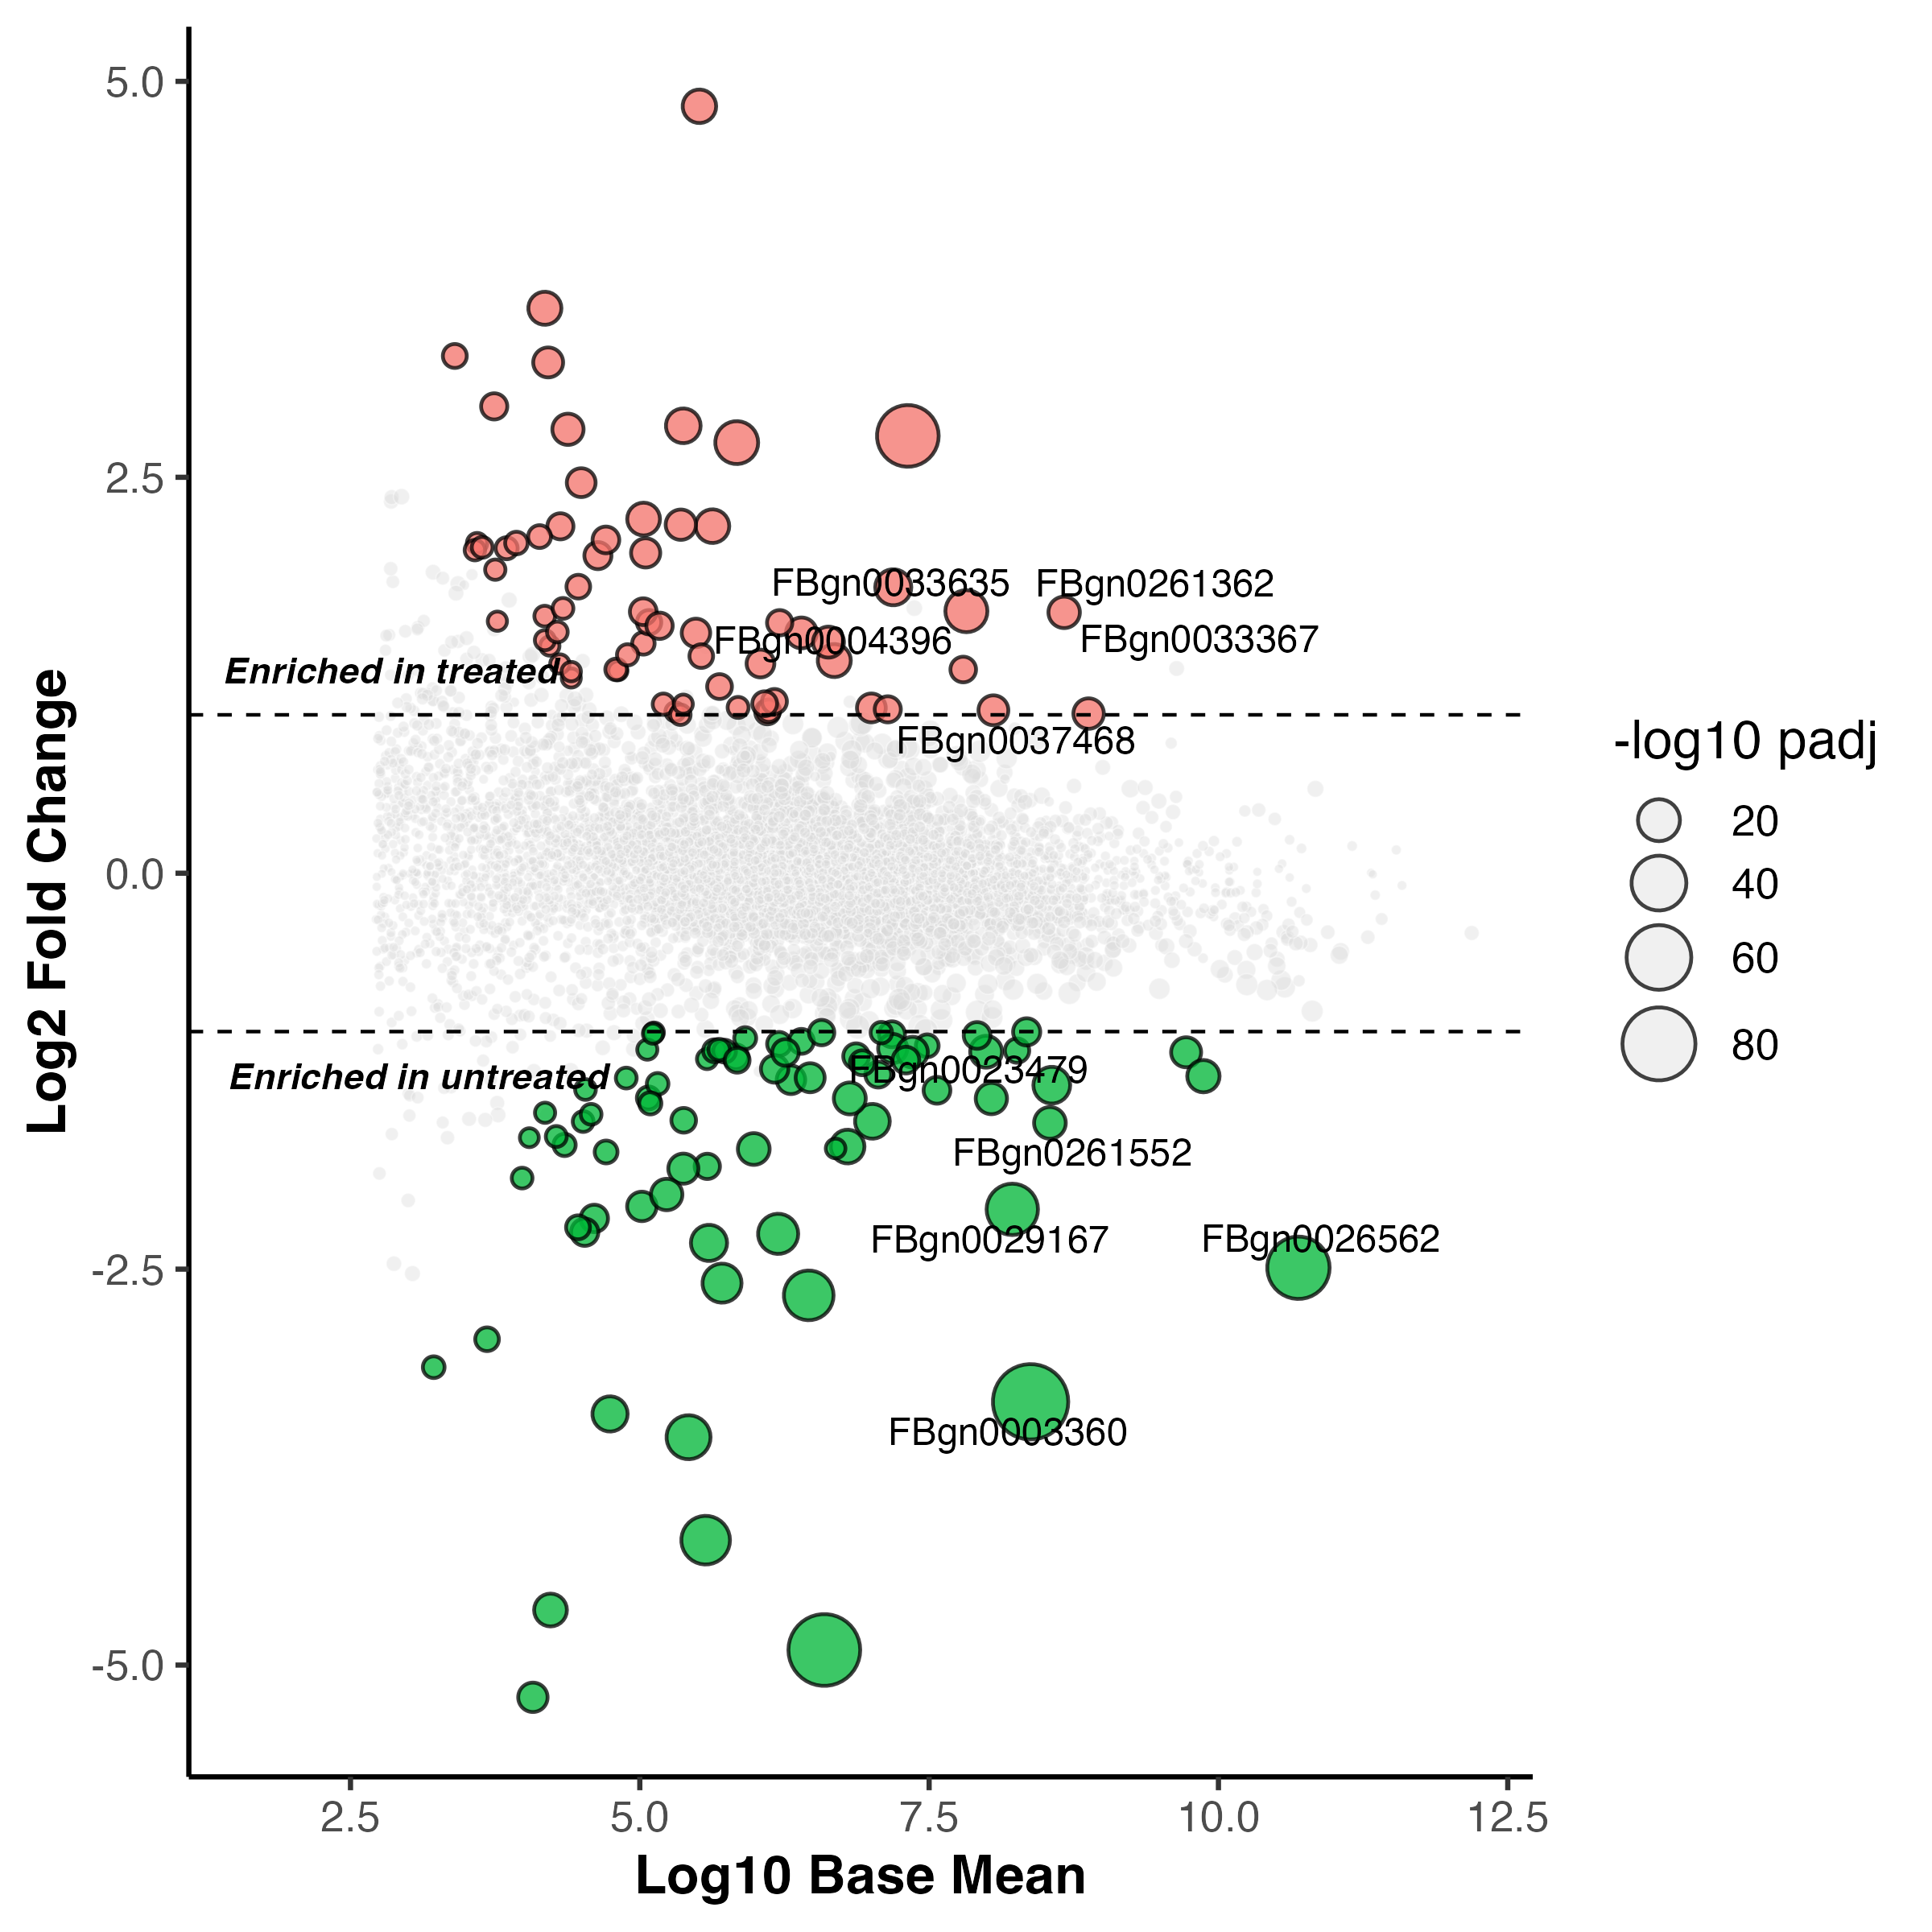 5.0
2.5
0.0
-2.5
-5.0
Log2 Fold Change
FBgn0033635
FBgn0261362
FBgn0004396
FBgn0033367
Enriched in treated
FBgn0037468
FBgn0023479
Enriched in untreated
FBgn0261552
FBgn0029167
FBgn0026562
FBgn0003360
2.5
5.0
7.5
10.0
12.5
Log10 Base Mean
-log10 padj
20
40
60
80